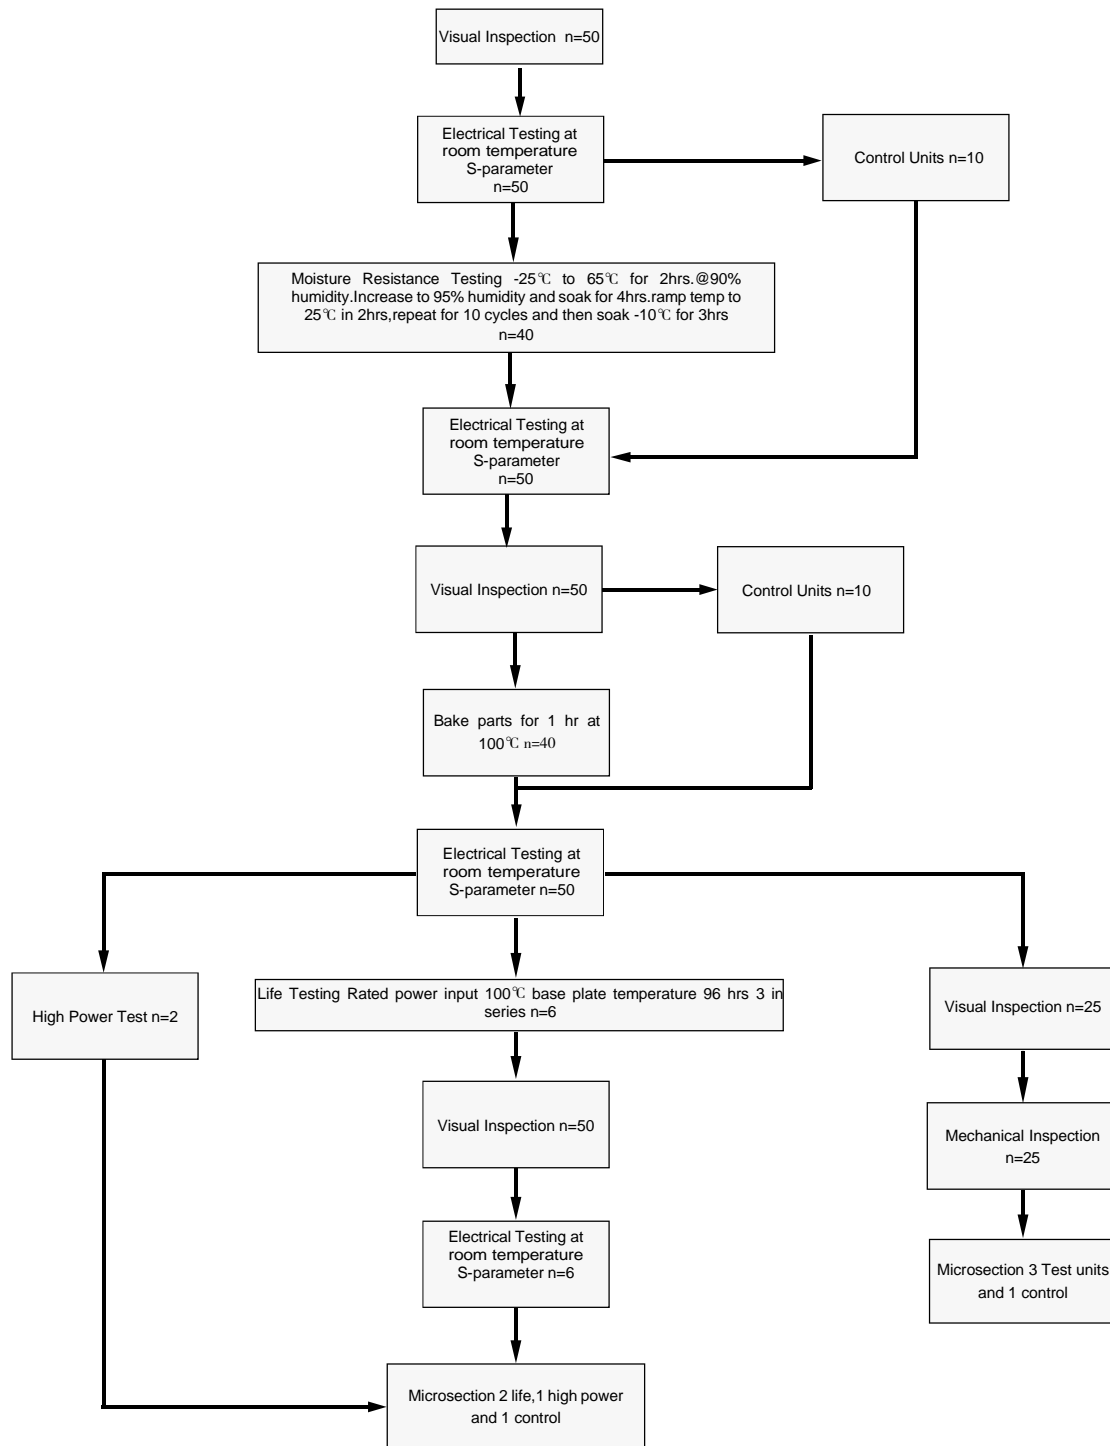 Visual Inspection n=50
Electrical Testing at
room temperature
S-parameter
n=50
Control Units n=10
Moisture Resistance Testing -25℃ to 65℃ for 2hrs.@90%
humidity.Increase to 95% humidity and soak for 4hrs.ramp temp to
25℃ in 2hrs,repeat for 10 cycles and then soak -10℃ for 3hrs
n=40
Electrical Testing at
room temperature
S-parameter
n=50
Visual Inspection n=50
Control Units n=10
Bake parts for 1 hr at
100℃ n=40
Electrical Testing at
room temperature
S-parameter n=50
High Power Test n=2
Life Testing Rated power input 100℃ base plate temperature 96 hrs 3 in
series n=6
Visual Inspection n=25
Visual Inspection n=50
Mechanical Inspection
n=25
Electrical Testing at
room temperature
S-parameter n=6
Microsection 3 Test units
and 1 control
Microsection 2 life,1 high power
and 1 control